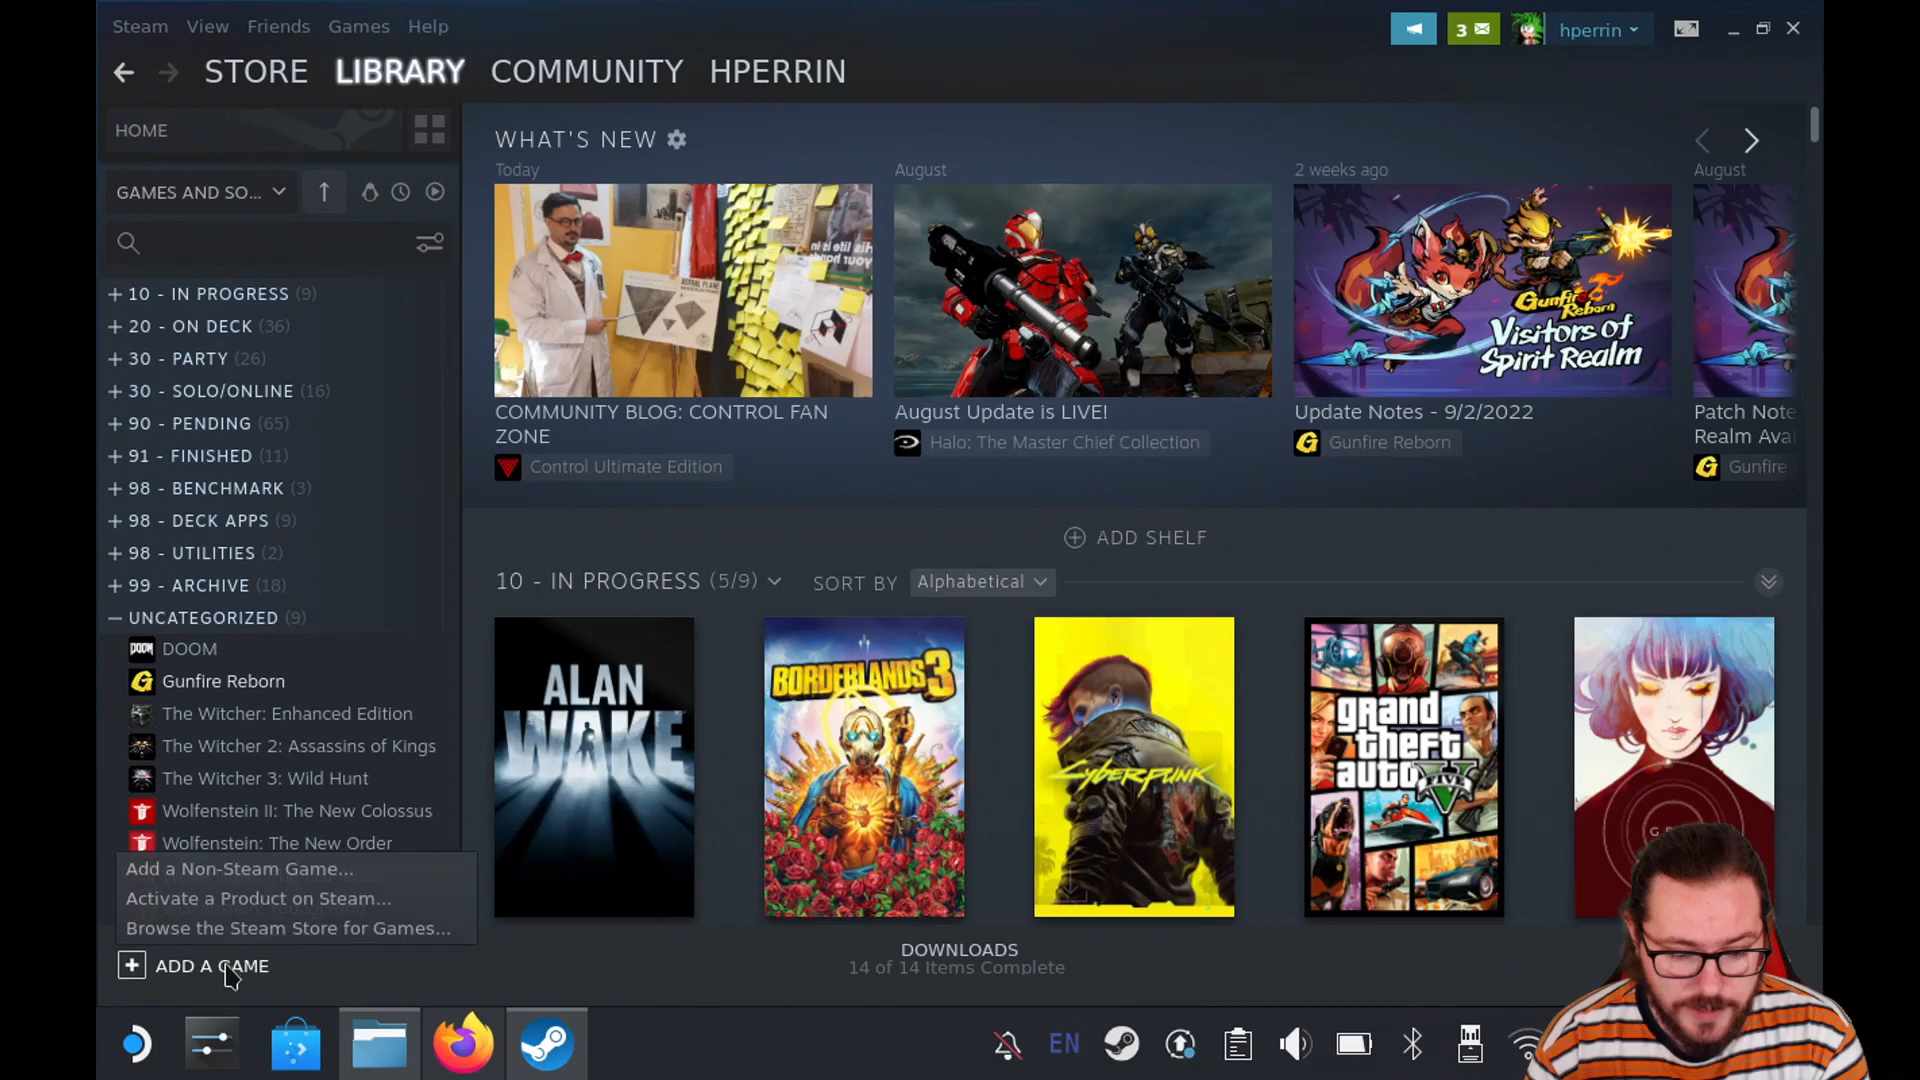 Steam View Friends Games Help
3
hperrin
STORE LIBRARY COMMUNITY HPERRIN
HOME
GAMES AND SO...
10 - IN PROGRESS (9)
20 - ON DECK (36)
30 - PARTY (26)
30 - SOLO/ONLINE (16)
90 - PENDING (65)
91 - FINISHED (11)
98 - BENCHMARK (3)
98 - DECK APPS (9)
98 - UTILITIES (2)
99 - ARCHIVE (18)
UNCATEGORIZED (9)
DOOM DOOM
Gunfire Reborn
The Witcher: Enhanced Edition
The Witcher 2: Assassins of Kings
The Witcher 3: Wild Hunt
Wolfenstein II: The New Colossus
Wolfenstein: The New Order
Add a Non-Steam Game...
Activate a Product on Steam...
Browse the Steam Store for Games...
ADD A GAME
WHAT'S NEW
Today
August
2 weeks ago
August
ASTRAL PLANE
Gunfire Reborn
Visitors of
Spirit Realm
COMMUNITY BLOG: CONTROL FAN
ZONE
Control Ultimate Edition
August Update is LIVE!
Halo: The Master Chief Collection
Update Notes - 9/2/2022
Gunfire Reborn
Patch Note
Realm Ava
Gunfire
ADD SHELF
10 - IN PROGRESS (5/9)
SORT BY Alphabetical
ALAN
WAKE
BORDERLANDS 3
Cyberpunk
grand
theft
auto
FIVE
DOWNLOADS
14 of 14 Items Complete
EN